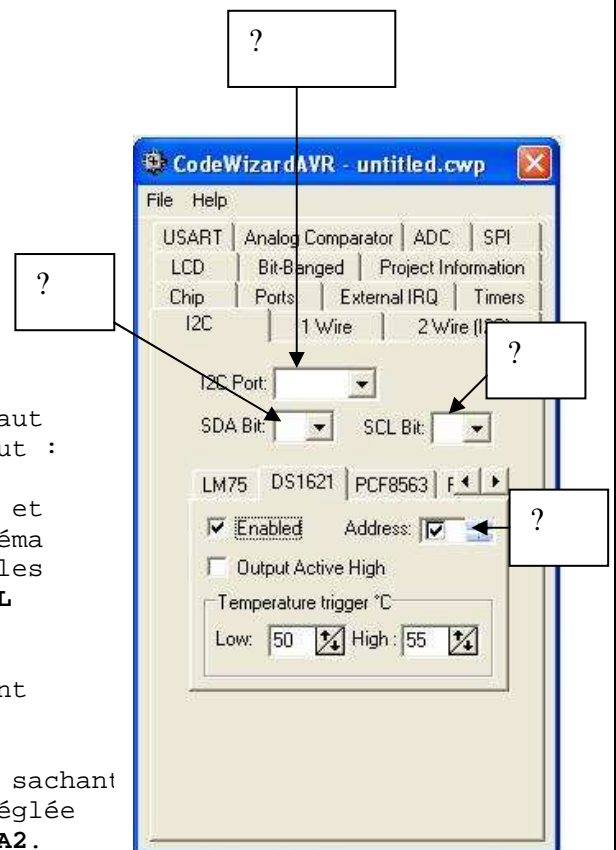 ?
CodeWizardAVR - untitled.cwp
File Help
USART Analog Comparator ADC SPI
LCD Bit-Banged Project Information
Chip Ports External IRQ Timers
I2C 1 Wire 2 Wire
?
?
I2C Port:
SDA Bit: SCL Bit:
aut
ut :
et
éma
les
L
nt
sachant
églée
A2.
LM75 DS1621 PCF8563
?
Enabled Address:
Output Active High
Temperature trigger °C
Low: 50 High : 55